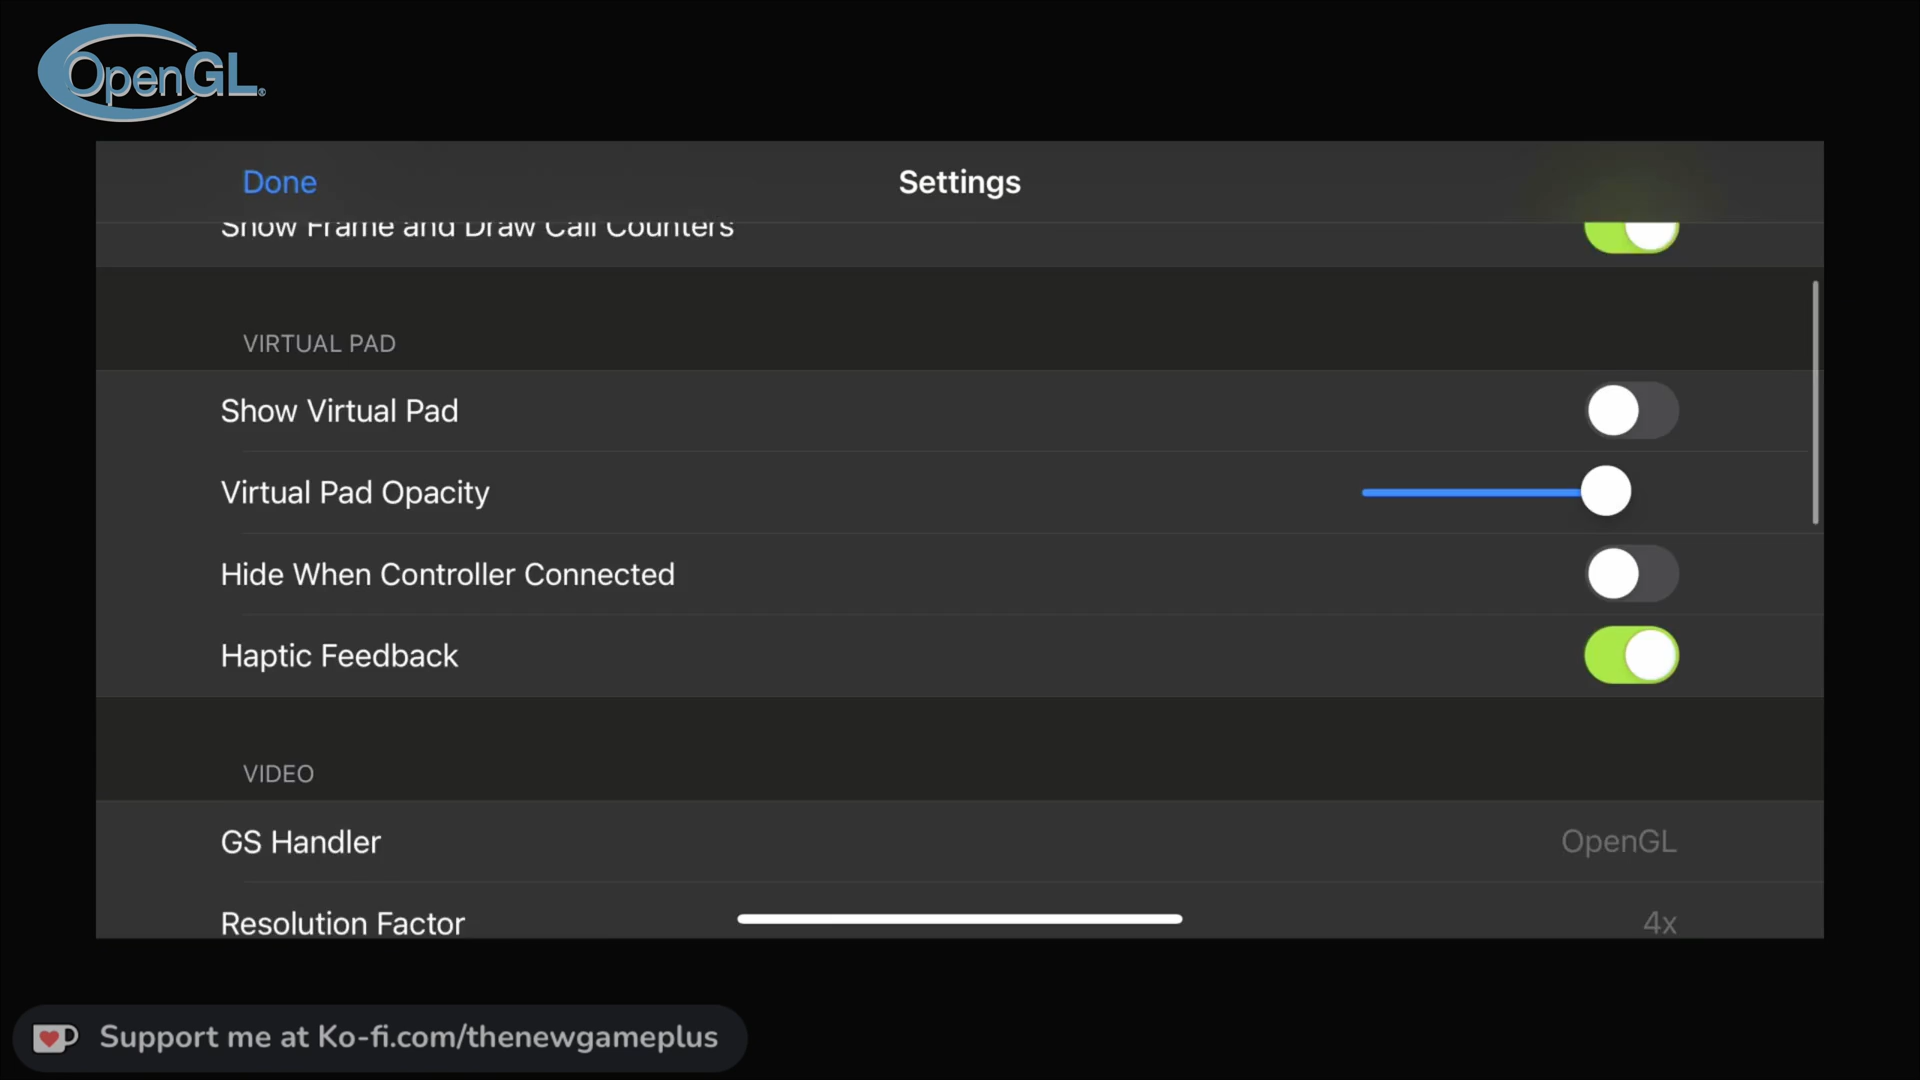 OpenGL®
Done
Settings
Show Frame and Draw Call Counters
VIRTUAL PAD
Show Virtual Pad
Virtual Pad Opacity
Hide When Controller Connected
Haptic Feedback
VIDEO
GS Handler
OpenGL
Resolution Factor
4x
Support me at Ko-fi.com/thenewgameplus